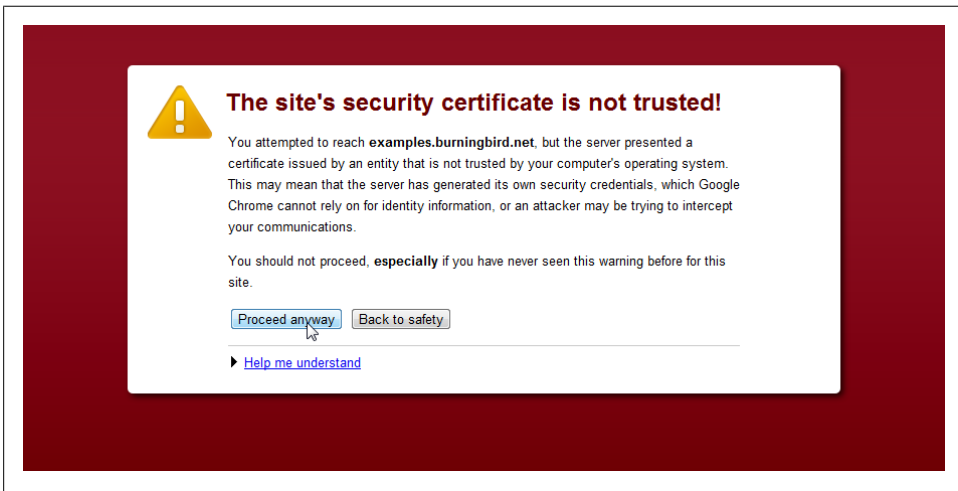 The site's security certificate is not trusted!
You attempted to reach examples.burningbird.net, but the server presented a
certificate issued by an entity that is not trusted by your computer's operating system.
This may mean that the server has generated its own security credentials, which Google
Chrome cannot rely on for identity information, or an attacker may be trying to intercept
your communications.
You should not proceed, especially if you have never seen this warning before for this
site.
Proceed anyway Back to safety
Help me understand